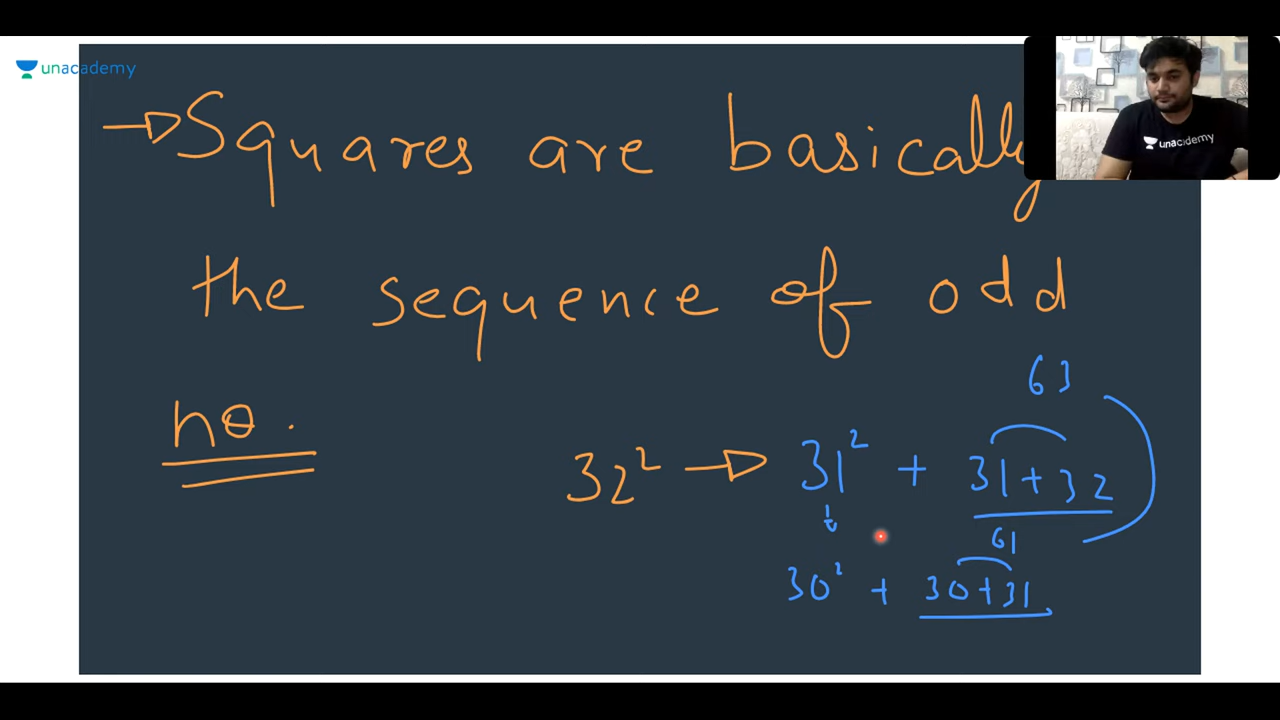 unacademy
unacademy
→ Squares are basically
the sequence of odd
no.
63
32² → 31² + 31+32
61
30² + 30+31